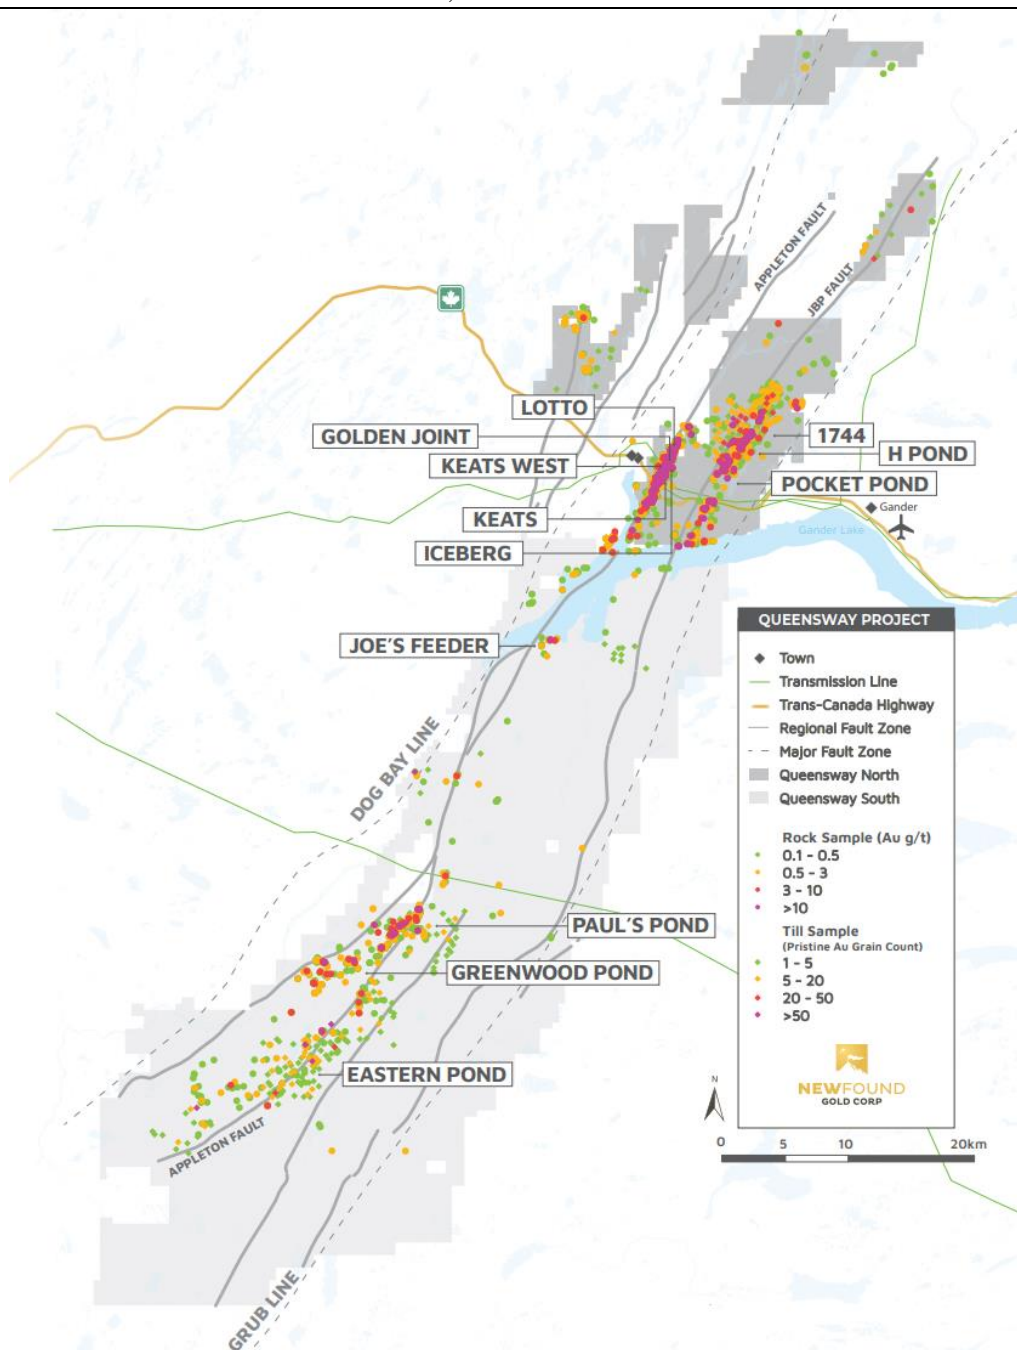 APPLETON FAULT
JBP FAULT
LOTTO
GOLDEN JOINT
1744
KEATS WEST
H POND
POCKET POND
KEATS
Gander
Gander Lake
ICEBERG
JOE'S FEEDER
DOG BAY LINE
PAUL'S POND
GREENWOOD POND
EASTERN POND
APPLETON FAULT
GRUB LINE
QUEENSWAY PROJECT
Town
Transmission Line
Trans-Canada Highway
Regional Fault Zone
Major Fault Zone
Queensway North
Queensway South
Rock Sample (Au g/t)
0.1 - 0.5
0.5 - 3
3 - 10
>10
Till Sample
(Pristine Au Grain Count)
1 - 5
5 - 20
20 - 50
>50
NEWFOUND
GOLD CORP
N
0 5 10 20km